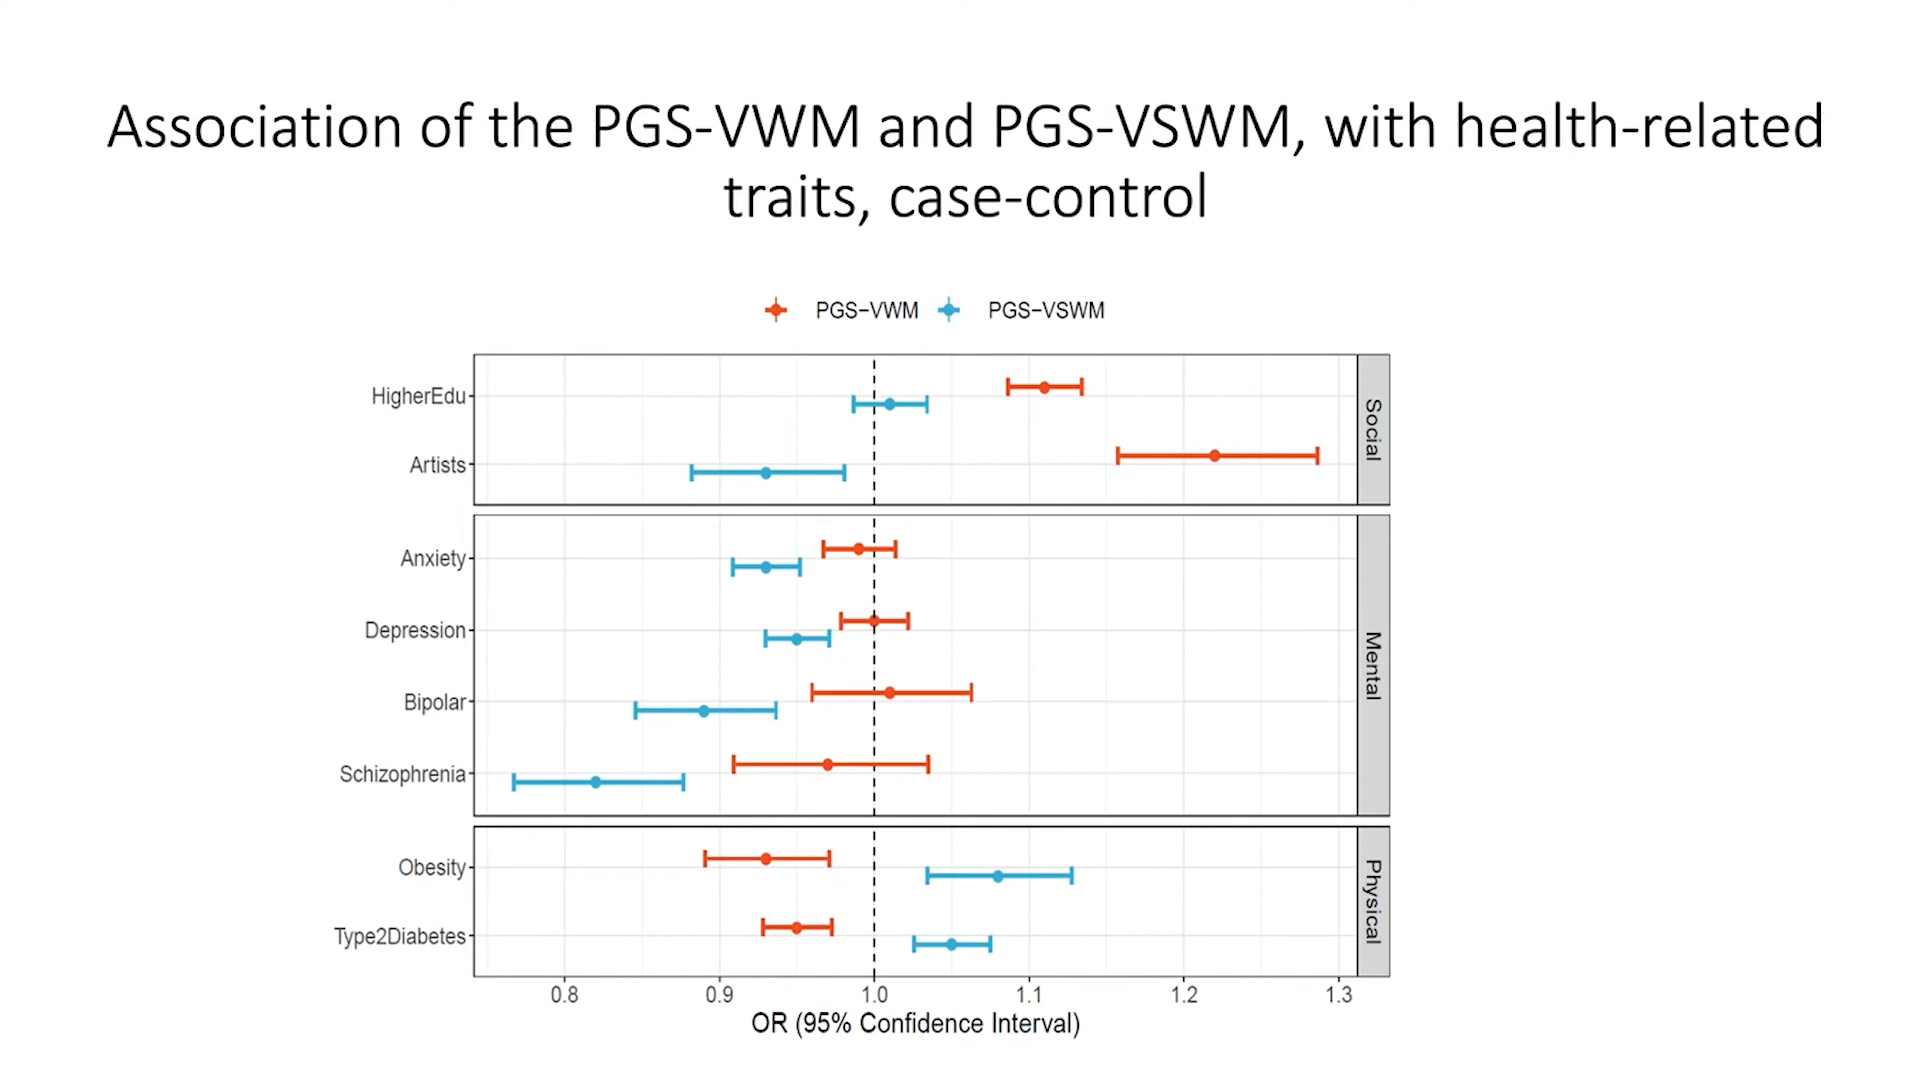 Association of the PGS-VWM and PGS-VSWM, with health-related
traits, case-control
PGS−VWM PGS−VSWM
HigherEdu
Artists
Social
Anxiety
Depression
Bipolar
Schizophrenia
Mental
Obesity
Type2Diabetes
Physical
0.8 0.9 1.0 1.1 1.2 1.3
OR (95% Confidence Interval)